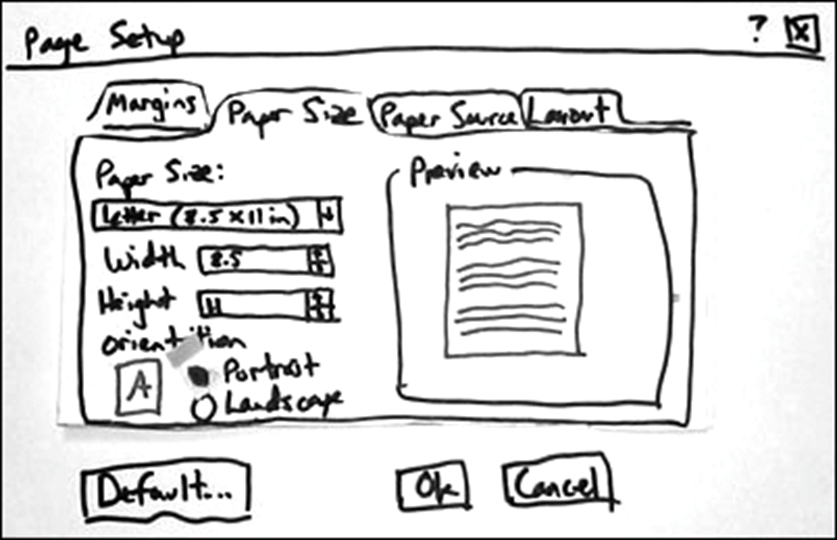 Page Setup ? X
Margins Paper Size Paper Source Layout
Paper Size:
Letter (8.5 x 11 in)
Width 8.5
Height 11
orientition
A
Portrait
Landscape
Preview
Default...
Ok
Cancel